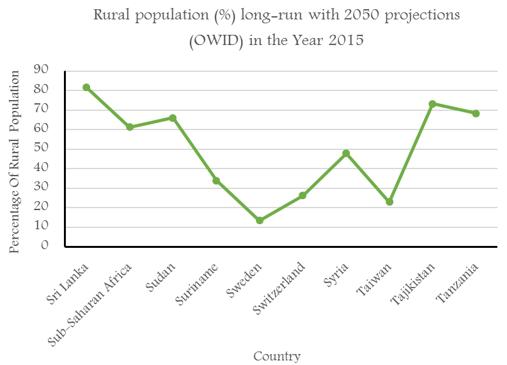 Rural population (%) long-run with 2050 projections
(OWID) in the Year 2015
Percentage Of Rural Population
90
80
70
60
50
40
30
20
10
0
Sri Lanka
Sub-Saharan Africa
Sudan
Suriname
Sweden
Switzerland
Syria
Taiwan
Tajikistan
Tanzania
Country